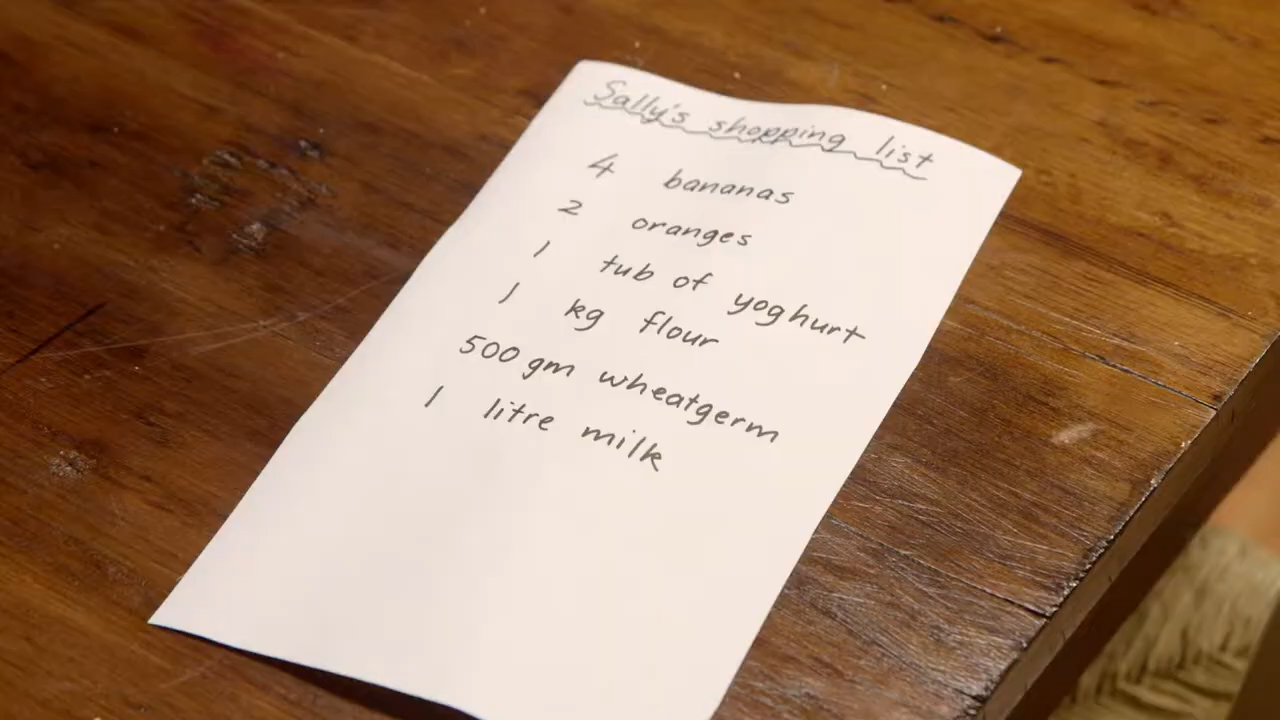 Sally's shopping list
4 bananas
2 oranges
1 tub of yoghurt
1 kg flour
500 gm wheatgerm
1 litre milk